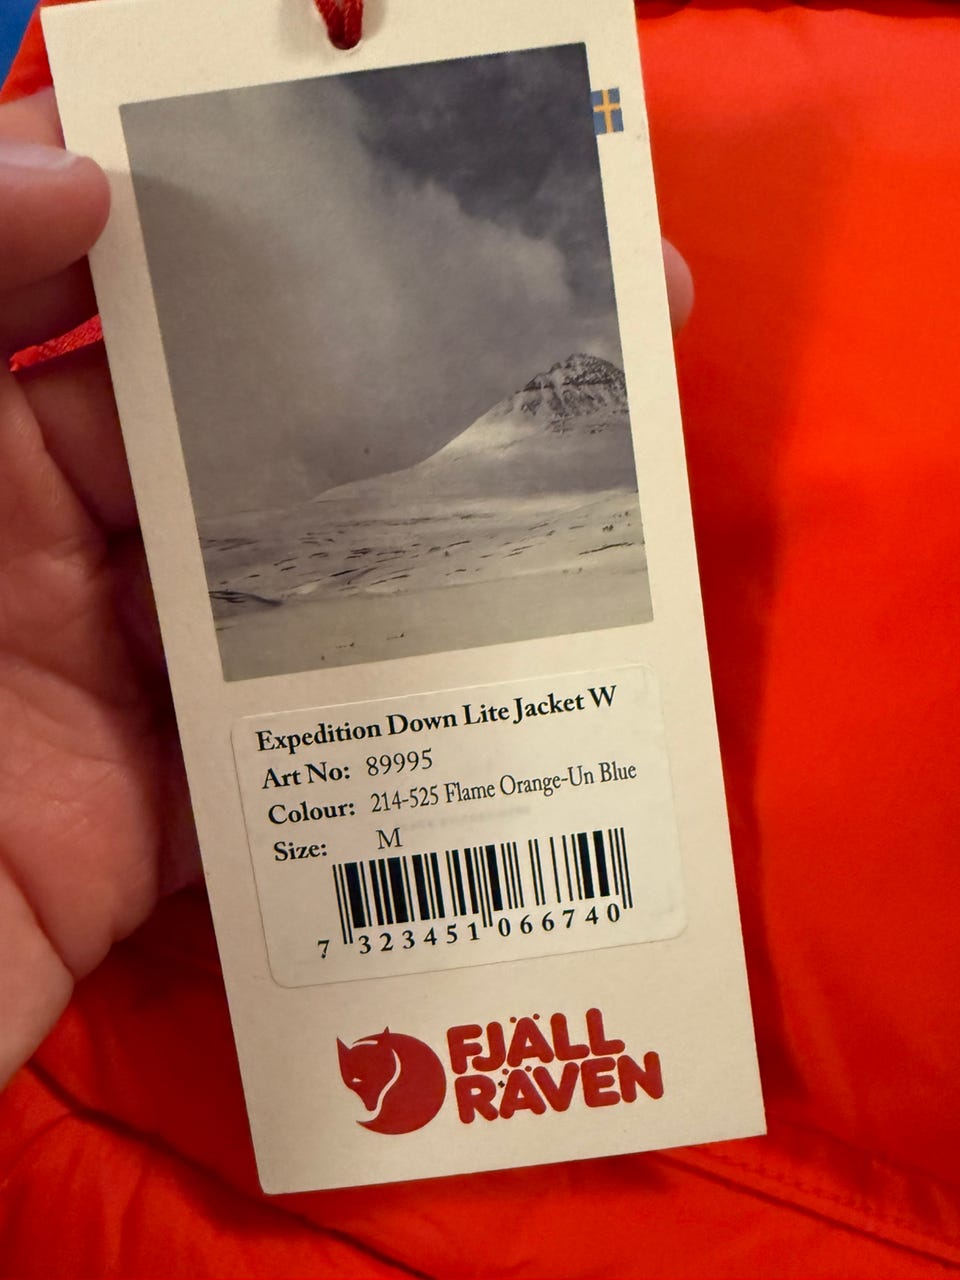 Expedition Down Lite Jacket W
Art No: 89995
Colour: 214-525 Flame Orange-Un Blue
Size: M
7 323451 066740
FJÄLL
RÄVEN